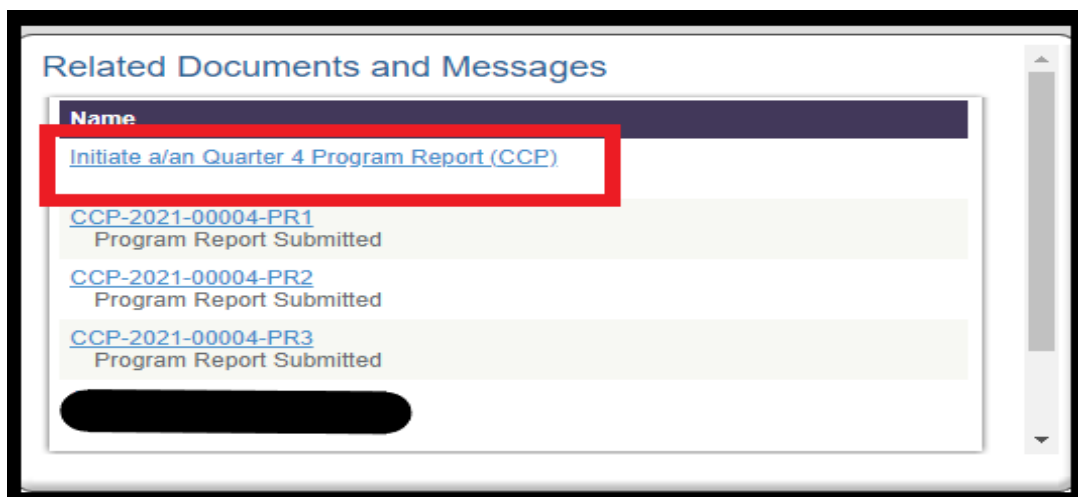 Related Documents and Messages
Name
Initiate a/an Quarter 4 Program Report (CCP)
CCP-2021-00004-PR1
Program Report Submitted
CCP-2021-00004-PR2
Program Report Submitted
CCP-2021-00004-PR3
Program Report Submitted